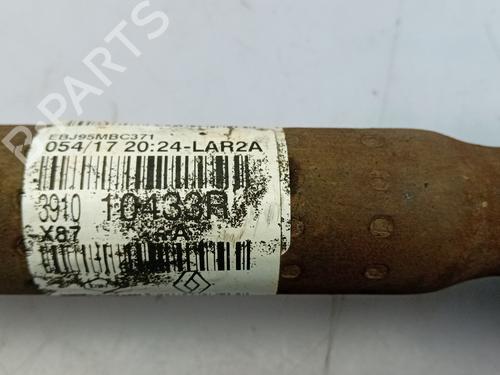 B-PARTS
EBJ95MBC371
054/17 20:24-LAR2A
3910 10433R
X87